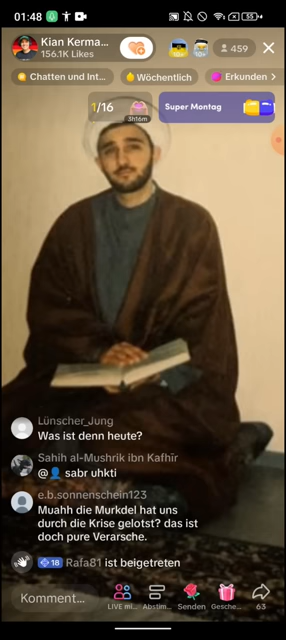 01:48
55
Kian Kerma...
156.1K Likes
459
Chatten und Int...
Wöchentlich
Erkunden
1/16
3h16m
Super Montag
Lünscher_Jung
Was ist denn heute?
Sahih al-Mushrik ibn Kafhīr
@👤 sabr uhkti
e.b.sonnenschein123
Muahh die Murkdel hat uns
durch die Krise gelotst? das ist
doch pure Verarsche.
18 Rafa81 ist beigetreten
Komment...
LIVE mi...
Abstim...
Senden
Gesche...
63